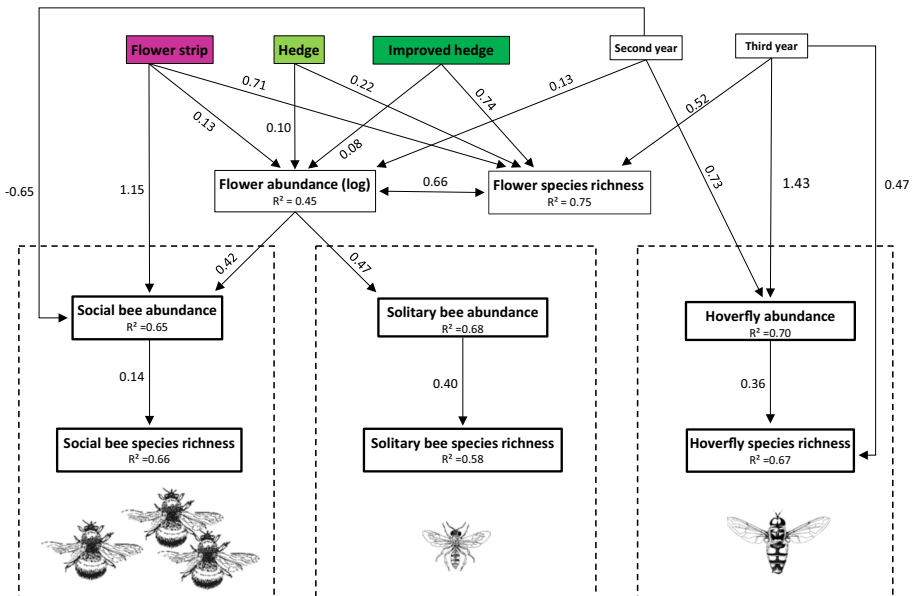 Flower strip
Hedge
Improved hedge
Second year
Third year
0.71
0.22
0.74
0.13
0.52
0.13
0.10
0.08
-0.65
1.15
Flower abundance (log)
R² = 0.45
0.66
Flower species richness
R² = 0.75
0.73
1.43
0.47
0.42
0.47
Social bee abundance
R² =0.65
Solitary bee abundance
R² =0.68
Hoverfly abundance
R² =0.70
0.14
0.40
0.36
Social bee species richness
R² =0.66
Solitary bee species richness
R² =0.58
Hoverfly species richness
R² =0.67